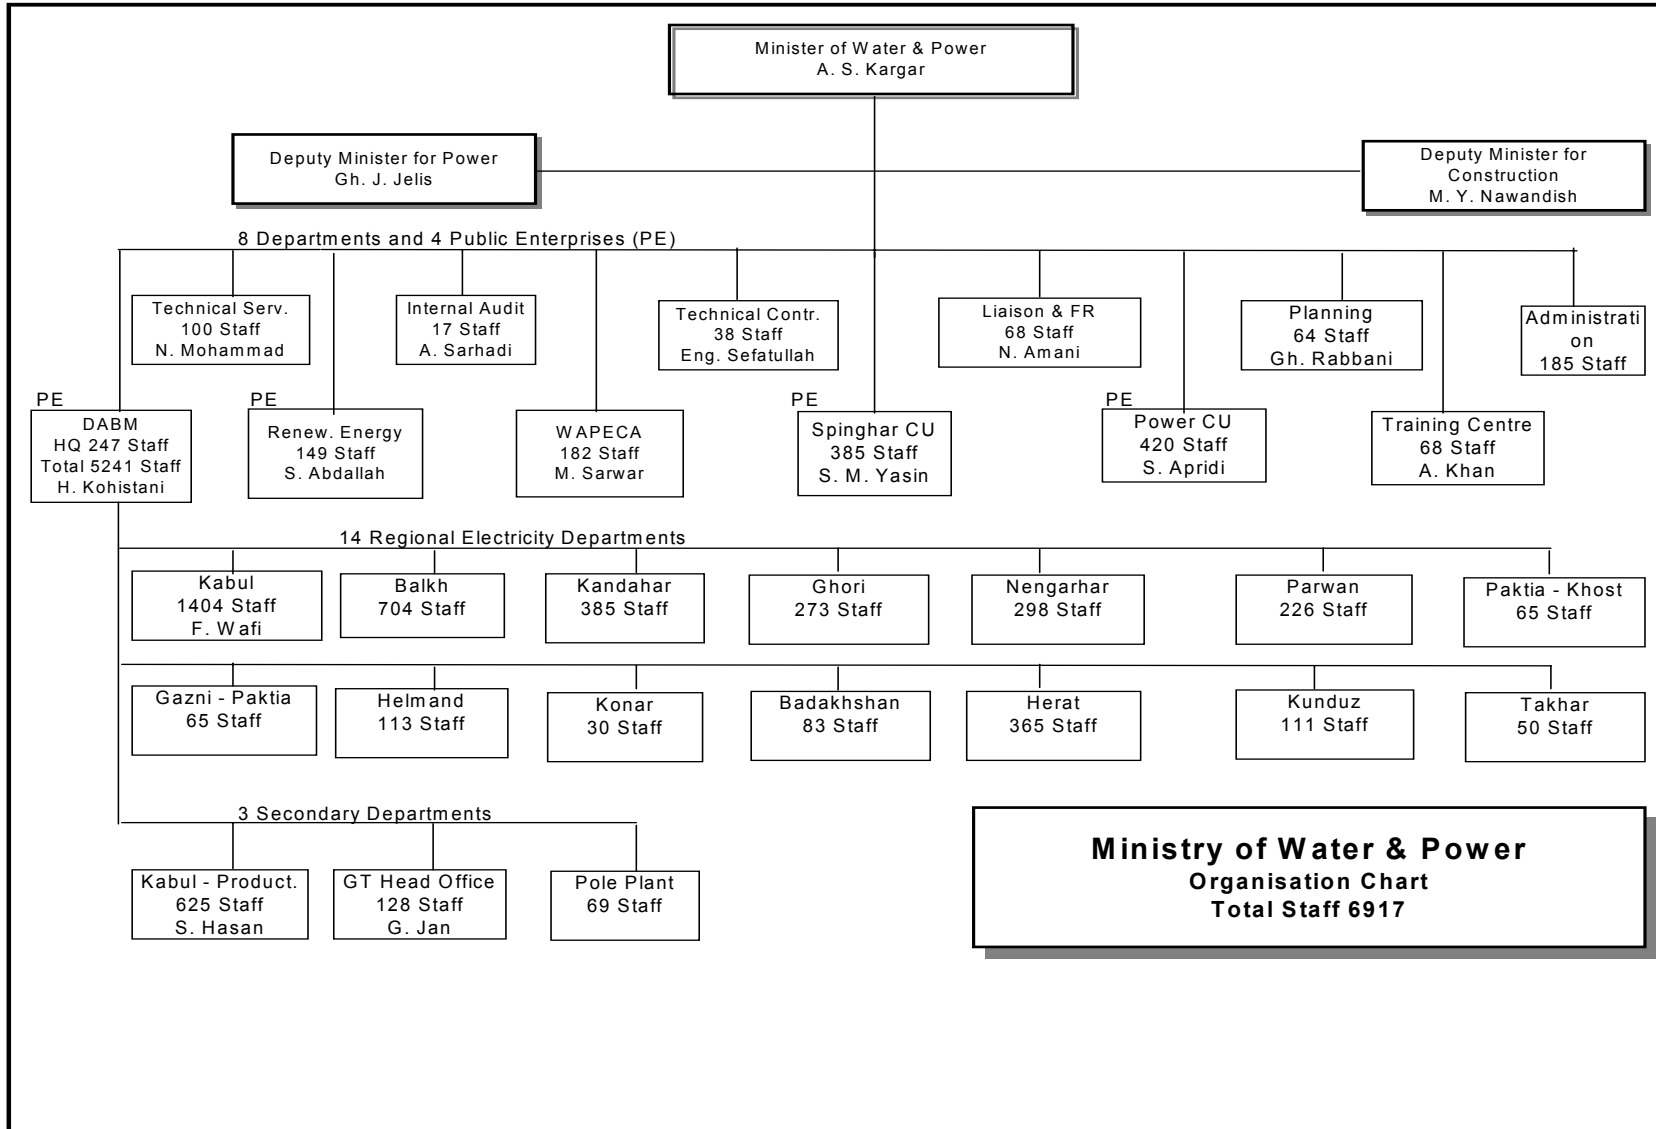 Minister of Water & Power
A. S. Kargar
Deputy Minister for Power
Gh. J. Jelis
Deputy Minister for
Construction
M. Y. Nawandish
8 Departments and 4 Public Enterprises (PE)
Technical Serv.
100 Staff
N. Mohammad
Internal Audit
17 Staff
A. Sarhadi
Technical Contr.
38 Staff
Eng. Sefatullah
Liaison & FR
68 Staff
N. Amani
Planning
64 Staff
Gh. Rabbani
Administrati
on
185 Staff
PE
DABM
HQ 247 Staff
Total 5241 Staff
H. Kohistani
PE
Renew. Energy
149 Staff
S. Abdallah
WAPECA
182 Staff
M. Sarwar
PE
Spinghar CU
385 Staff
S. M. Yasin
PE
Power CU
420 Staff
S. Apridi
Training Centre
68 Staff
A. Khan
14 Regional Electricity Departments
Kabul
1404 Staff
F. Wafi
Balkh
704 Staff
Kandahar
385 Staff
Ghori
273 Staff
Nengarhar
298 Staff
Parwan
226 Staff
Paktia - Khost
65 Staff
Gazni - Paktia
65 Staff
Helmand
113 Staff
Konar
30 Staff
Badakhshan
83 Staff
Herat
365 Staff
Kunduz
111 Staff
Takhar
50 Staff
3 Secondary Departments
Kabul - Product.
625 Staff
S. Hasan
GT Head Office
128 Staff
G. Jan
Pole Plant
69 Staff
Ministry of Water & Power
Organisation Chart
Total Staff 6917